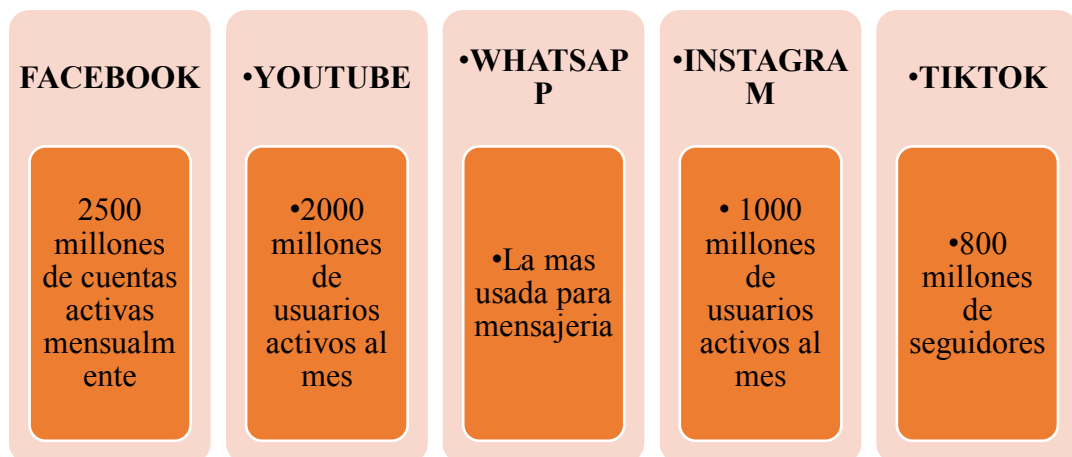 FACEBOOK
2500
millones
de cuentas
activas
mensualm
ente
•YOUTUBE
•2000
millones
de
usuarios
activos al
mes
•WHATSAP
P
•La mas
usada para
mensajeria
•INSTAGRA
M
• 1000
millones
de
usuarios
activos al
mes
•TIKTOK
•800
millones
de
seguidores